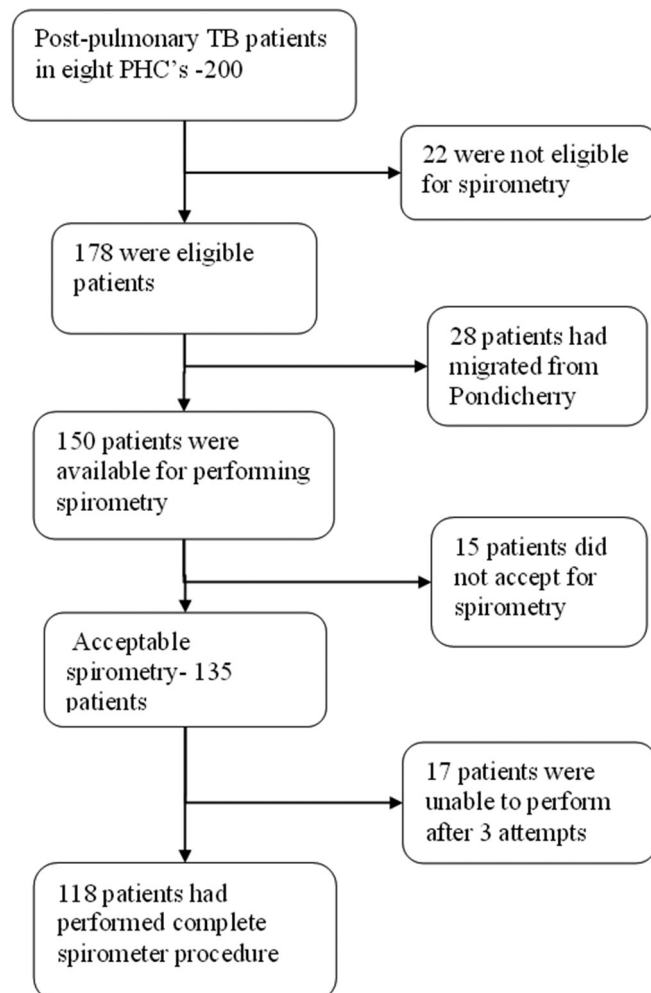 Post-pulmonary TB patients
in eight PHC’s -200
22 were not eligible
for spirometry
178 were eligible
patients
28 patients had
migrated from
Pondicherry
150 patients were
available for performing
spirometry
15 patients did
not accept for
spirometry
Acceptable
spirometry- 135
patients
17 patients were
unable to perform
after 3 attempts
118 patients had
performed complete
spirometer procedure